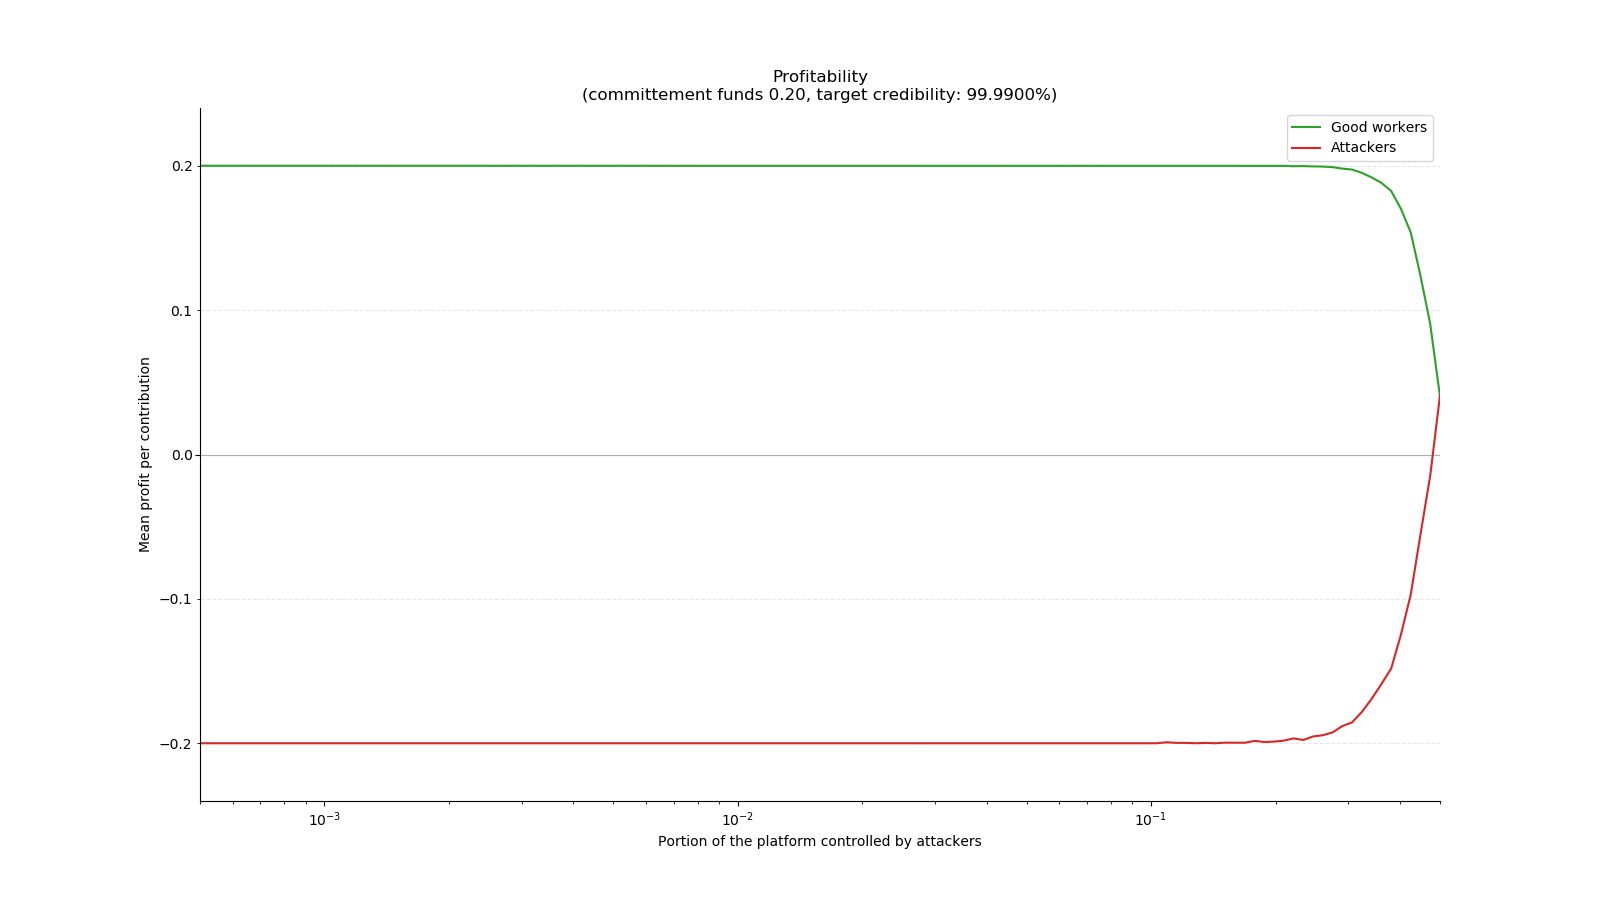 Profitability
(committement funds 0.20, target credibility: 99.9900%)
Good workers
Attackers
Mean profit per contribution
0.2
0.1
0.0
−0.1
−0.2
10⁻³
10⁻²
10⁻¹
Portion of the platform controlled by attackers